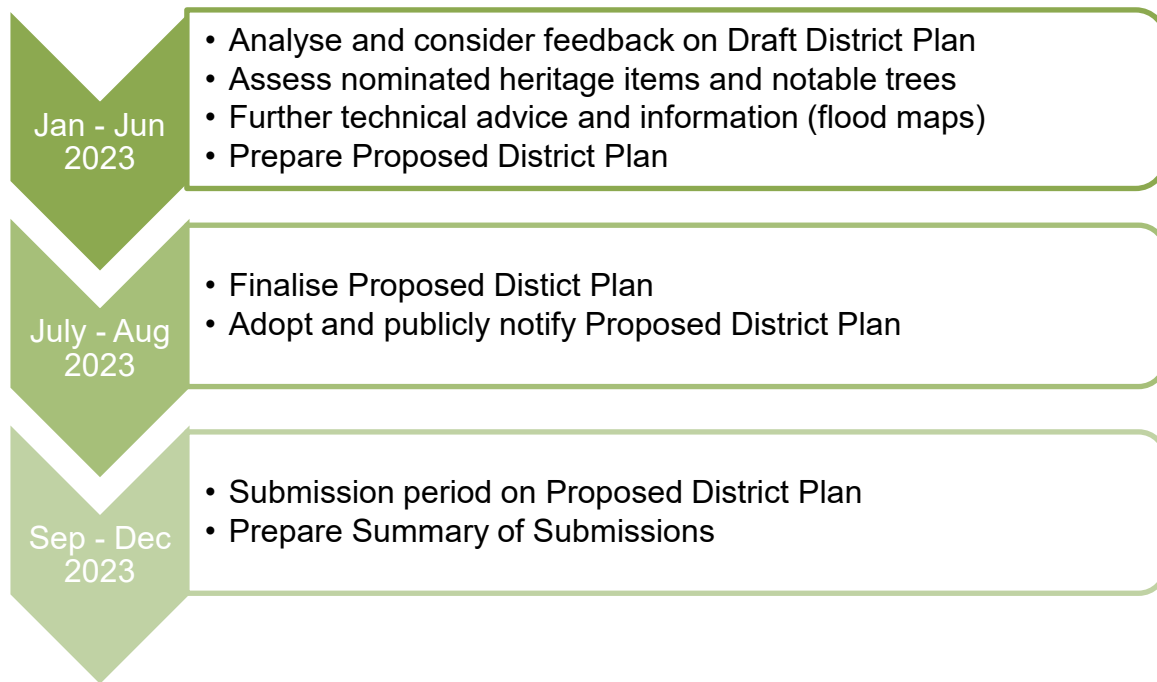 Jan - Jun
2023
• Analyse and consider feedback on Draft District Plan
• Assess nominated heritage items and notable trees
• Further technical advice and information (flood maps)
• Prepare Proposed District Plan
July - Aug
2023
• Finalise Proposed Distict Plan
• Adopt and publicly notify Proposed District Plan
Sep - Dec
2023
• Submission period on Proposed District Plan
• Prepare Summary of Submissions